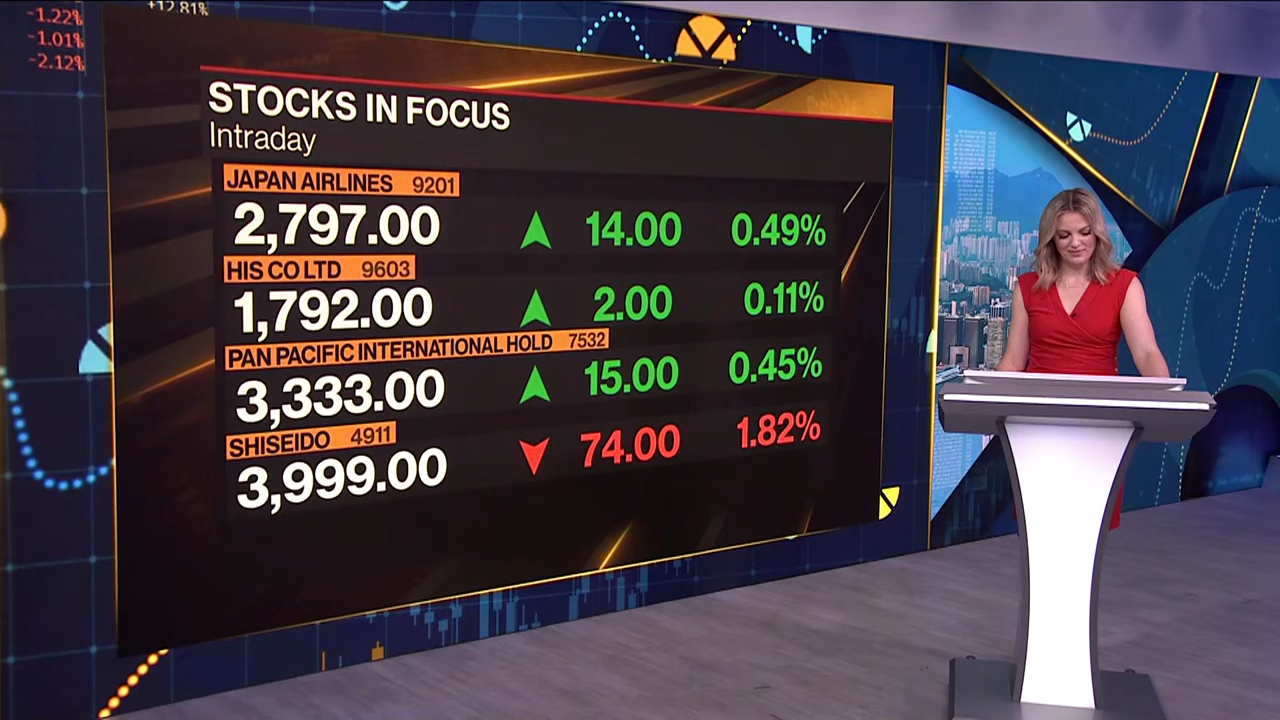 -1.22%
-1.01%
-2.12%
+12.81%
STOCKS IN FOCUS
Intraday
JAPAN AIRLINES 9201
2,797.00 14.00 0.49%
HIS CO LTD 9603
1,792.00 2.00 0.11%
PAN PACIFIC INTERNATIONAL HOLD 7532
3,333.00 15.00 0.45%
SHISEIDO 4911
3,999.00 74.00 1.82%